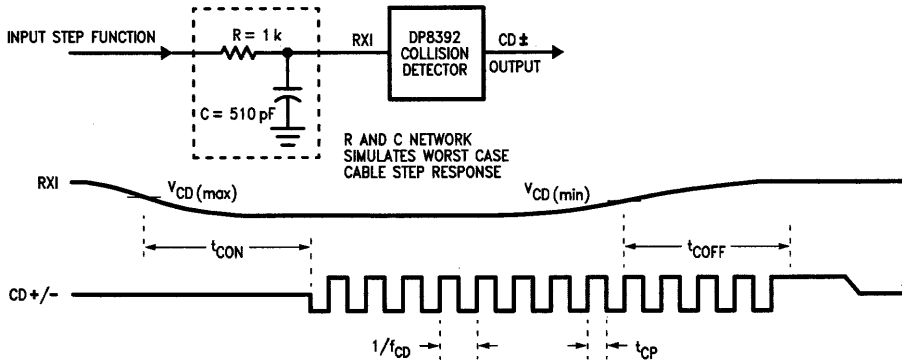 INPUT STEP FUNCTION
R = 1 k
C = 510 pF
RXI
DP8392
COLLISION
DETECTOR
CD ±
OUTPUT
R AND C NETWORK
SIMULATES WORST CASE
CABLE STEP RESPONSE
RXI
VCD (max)
VCD (min)
tCON
tCOFF
CD +/-
1/fCD
tCP